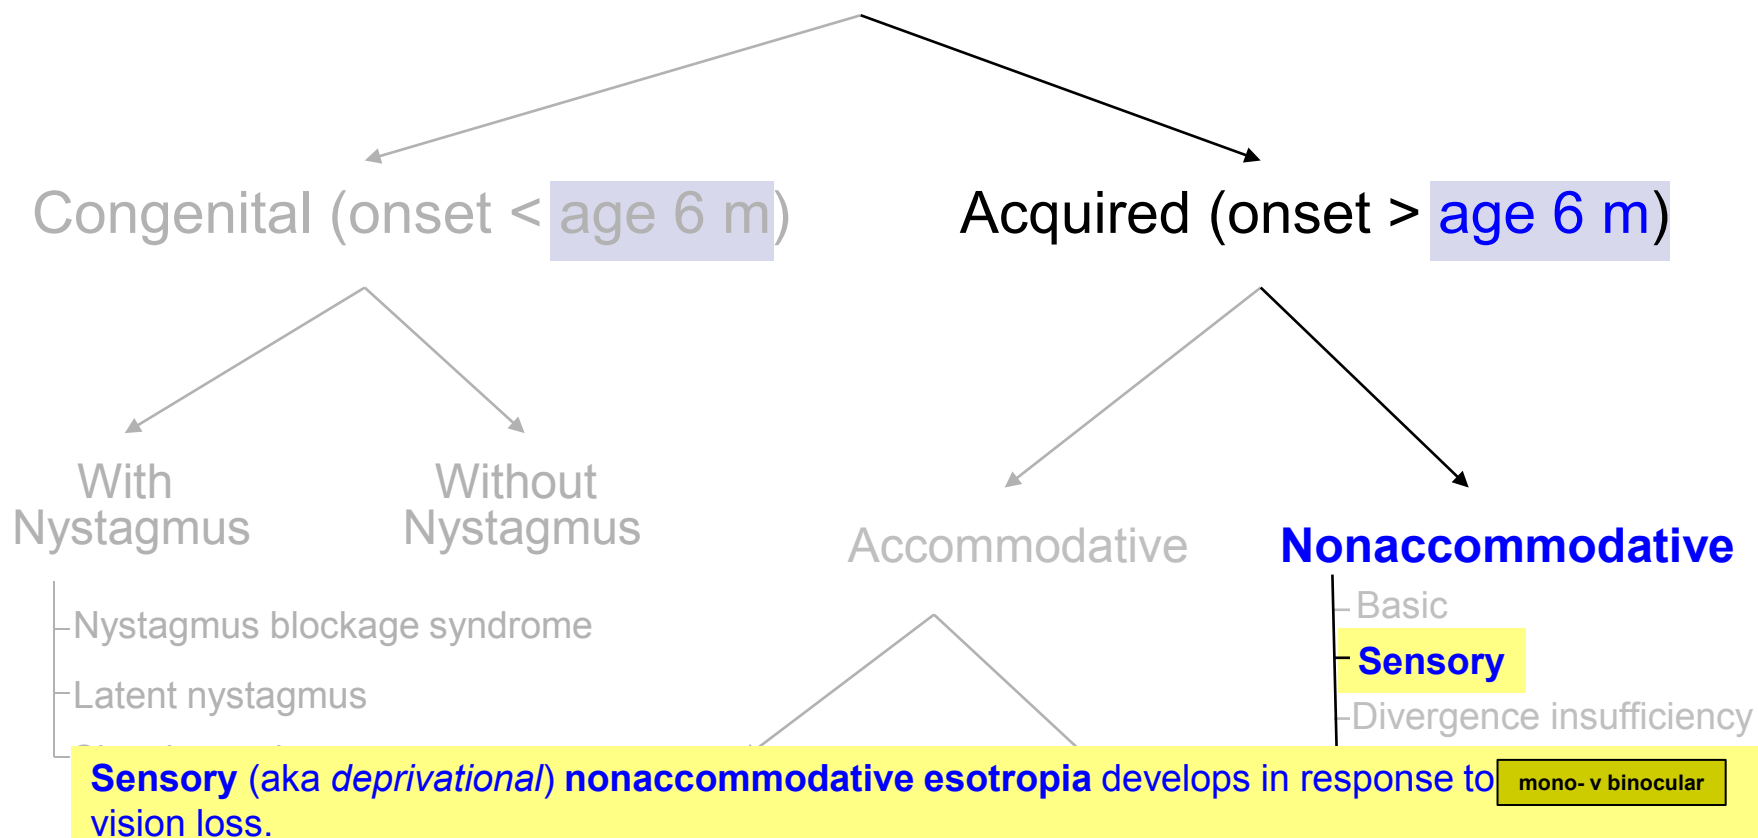 Congenital (onset < age 6 m)
Acquired (onset > age 6 m)
With
Nystagmus
Without
Nystagmus
Accommodative
Nonaccommodative
Nystagmus blockage syndrome
Latent nystagmus
Basic
Sensory
Divergence insufficiency
Sensory (aka deprivational) nonaccommodative esotropia develops in response to mono- v binocular
vision loss.